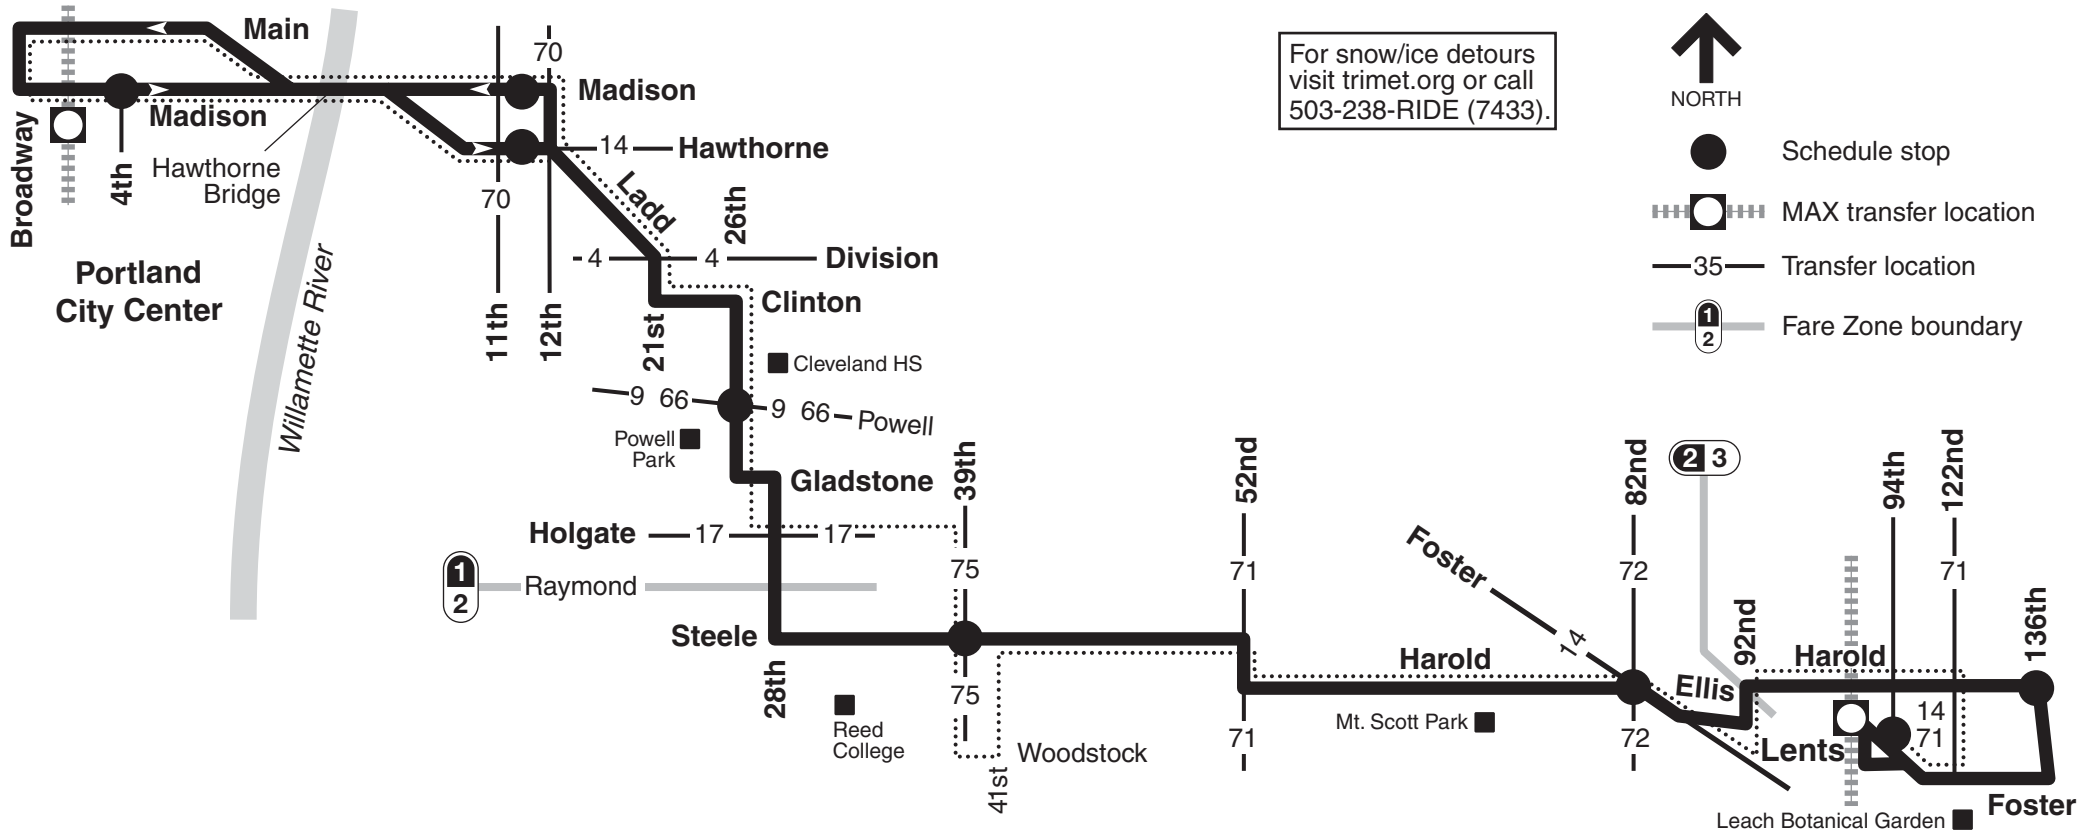 Main
70
For snow/ice detours
visit trimet.org or call
503-238-RIDE (7433).
NORTH
Madison
Madison
Broadway
4th
Hawthorne
Bridge
14
Hawthorne
Schedule stop
70
Ladd
26th
MAX transfer location
Portland
City Center
Willamette River
4
4
Division
35
Transfer location
11th
12th
21st
Clinton
1
2
Fare Zone boundary
Cleveland HS
9 66
9 66
Powell
Powell
Park
Gladstone
39th
52nd
82nd
2 3
94th
122nd
Holgate
17
17
Foster
1
2
Raymond
75
71
72
71
92nd
136th
Steele
14
Harold
Harold
28th
75
Ellis
Reed
College
Woodstock
41st
71
Mt. Scott Park
72
14
71
Lents
Foster
Leach Botanical Garden